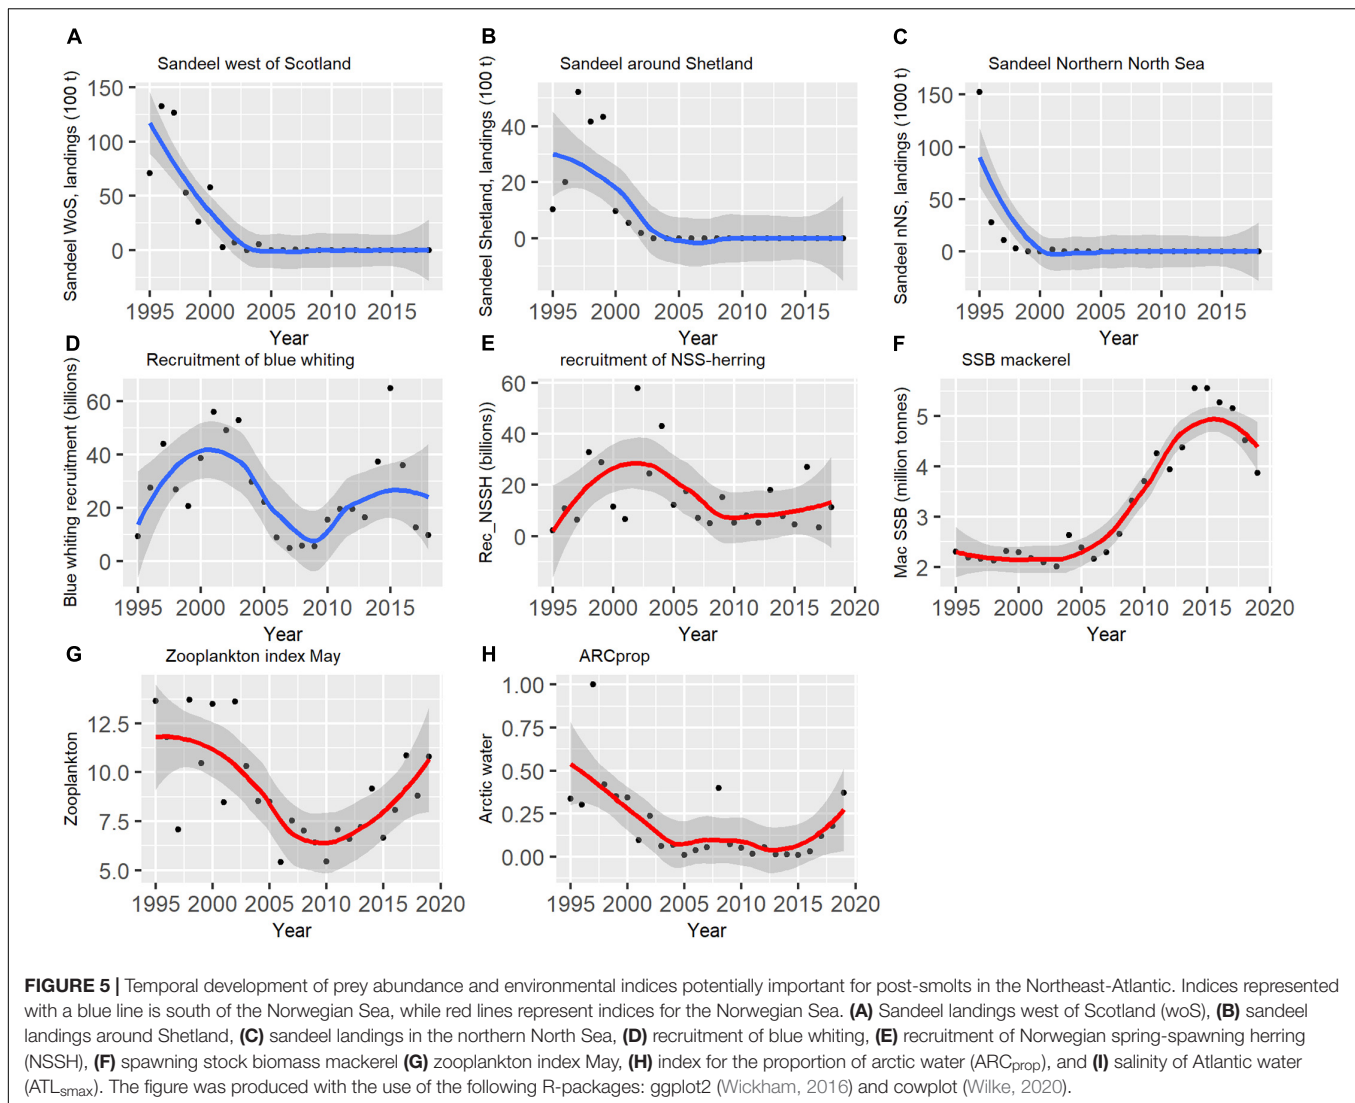 A
Sandeel west of Scotland
Sandeel WoS, landings (100 t)
150
100
50
0
1995 2000 2005 2010 2015
Year
B
Sandeel around Shetland
Sandeel Shetland, landings (100 t)
40
20
0
1995 2000 2005 2010 2015
Year
C
Sandeel Northern North Sea
Sandeel nNS, landings (1000 t)
150
100
50
0
1995 2000 2005 2010 2015
Year
D
Recruitment of blue whiting
Blue whiting recruitment (billions)
60
40
20
0
1995 2000 2005 2010 2015
Year
E
recruitment of NSS-herring
Rec_NSSH (billions))
60
40
20
0
1995 2000 2005 2010 2015 2020
Year
F
SSB mackerel
Mac SSB (million tonnes)
5
4
3
2
1995 2000 2005 2010 2015 2020
Year
G
Zooplankton index May
Zooplankton
12.5
10.0
7.5
5.0
1995 2000 2005 2010 2015 2020
Year
H
ARCprop
Arctic water
1.00
0.75
0.50
0.25
0.00
1995 2000 2005 2010 2015 2020
Year
FIGURE 5 | Temporal development of prey abundance and environmental indices potentially important for post-smolts in the Northeast-Atlantic. Indices represented
with a blue line is south of the Norwegian Sea, while red lines represent indices for the Norwegian Sea. (A) Sandeel landings west of Scotland (woS), (B) sandeel
landings around Shetland, (C) sandeel landings in the northern North Sea, (D) recruitment of blue whiting, (E) recruitment of Norwegian spring-spawning herring
(NSSH), (F) spawning stock biomass mackerel (G) zooplankton index May, (H) index for the proportion of arctic water (ARCprop), and (I) salinity of Atlantic water
(ATLsmax). The figure was produced with the use of the following R-packages: ggplot2 (Wickham, 2016) and cowplot (Wilke, 2020).